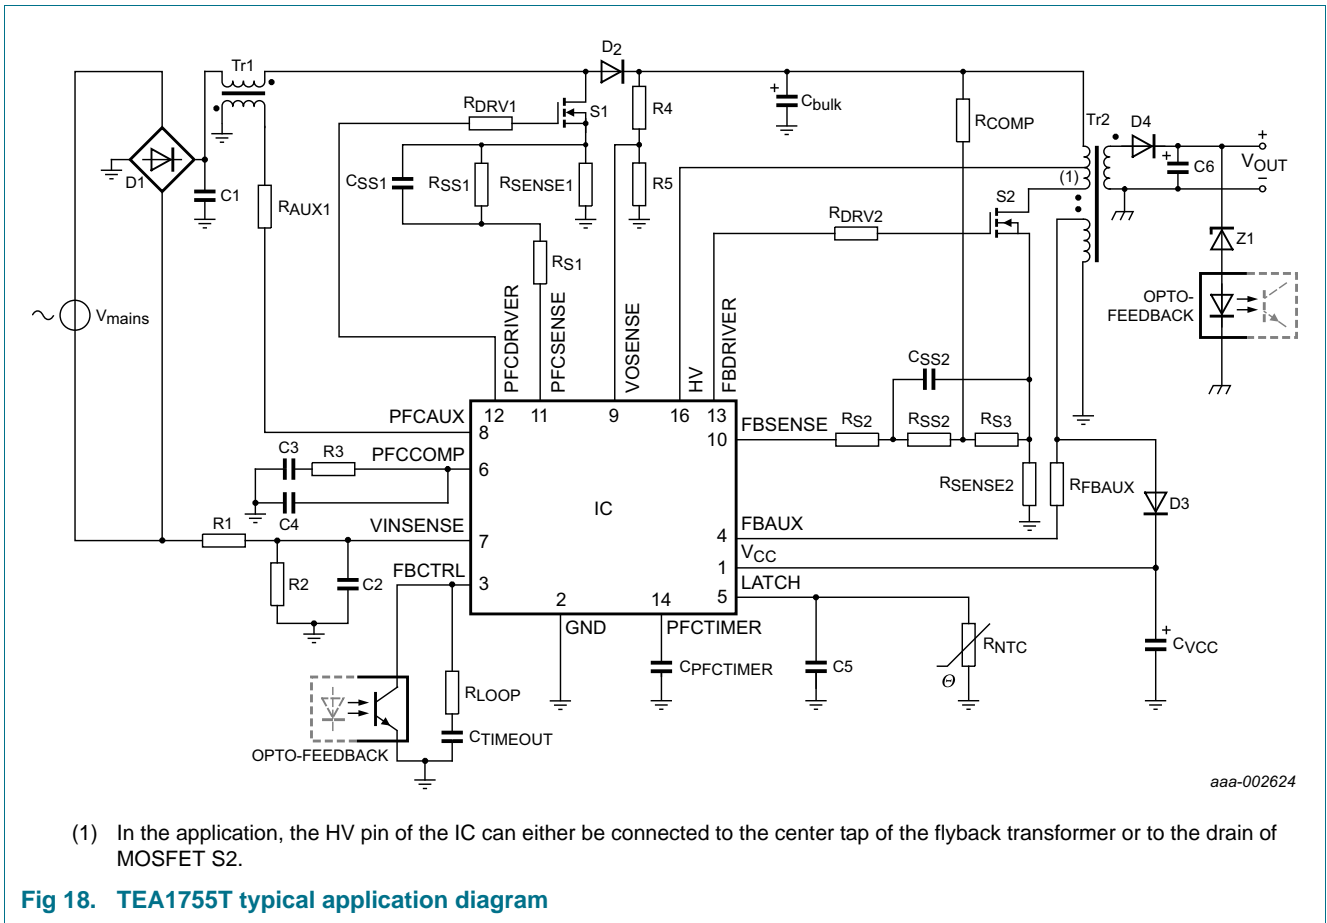 Tr1
D2
RDRV1
S1
R4
Cbulk
RCOMP
Tr2
D4
+
VOUT
−
C6
D1
C1
RAUX1
CSS1
RSS1
RSENSE1
R5
(1)
S2
RDRV2
Z1
OPTO-
FEEDBACK
RS1
Vmains
PFCDRIVER
PFCSENSE
VOSENSE
HV
FBDRIVER
CSS2
12 11 9 16 13
PFCAUX
8
10
FBSENSE
RS2
RSS2
RS3
C3
R3
PFCCOMP
6
C4
IC
RSENSE2
RFBAUX
D3
R1
VINSENSE
7
FBAUX
4
VCC
1
R2
C2
FBCTRL
3
LATCH
5
2
14
GND
PFCTIMER
CPFCTIMER
C5
RNTC
Θ
+
CVCC
RLOOP
CTIMEOUT
OPTO-FEEDBACK
aaa-002624
(1) In the application, the HV pin of the IC can either be connected to the center tap of the flyback transformer or to the drain of
MOSFET S2.
Fig 18. TEA1755T typical application diagram